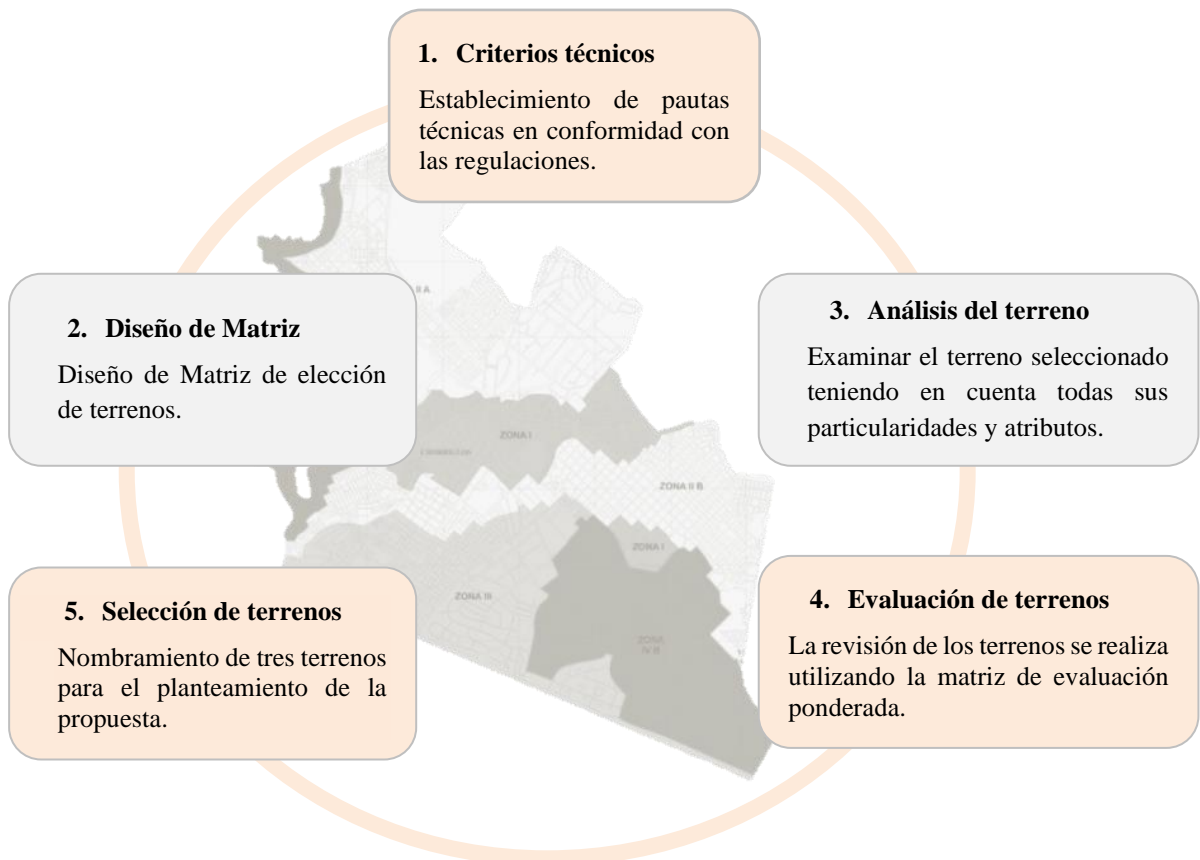 1. Criterios técnicos
Establecimiento de pautas
técnicas en conformidad con
las regulaciones.
2. Diseño de Matriz
Diseño de Matriz de elección
de terrenos.
3. Análisis del terreno
Examinar el terreno seleccionado
teniendo en cuenta todas sus
particularidades y atributos.
4. Evaluación de terrenos
La revisión de los terrenos se realiza
utilizando la matriz de evaluación
ponderada.
5. Selección de terrenos
Nombramiento de tres terrenos
para el planteamiento de la
propuesta.
II A
ZONA I
ZONA II B
ZONA I
ZONA III
ZONA
IV B